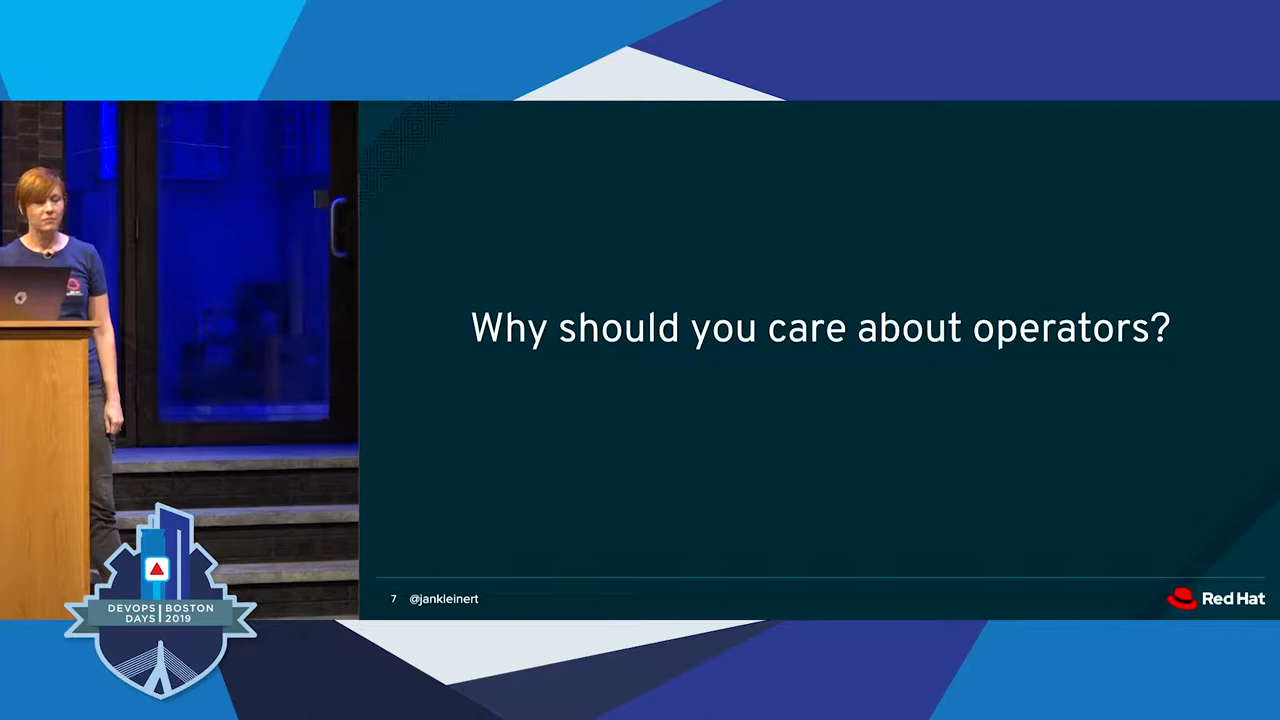 Why should you care about operators?
7 @jankleinert
Red Hat
DEVOPS BOSTON
DAYS 2019